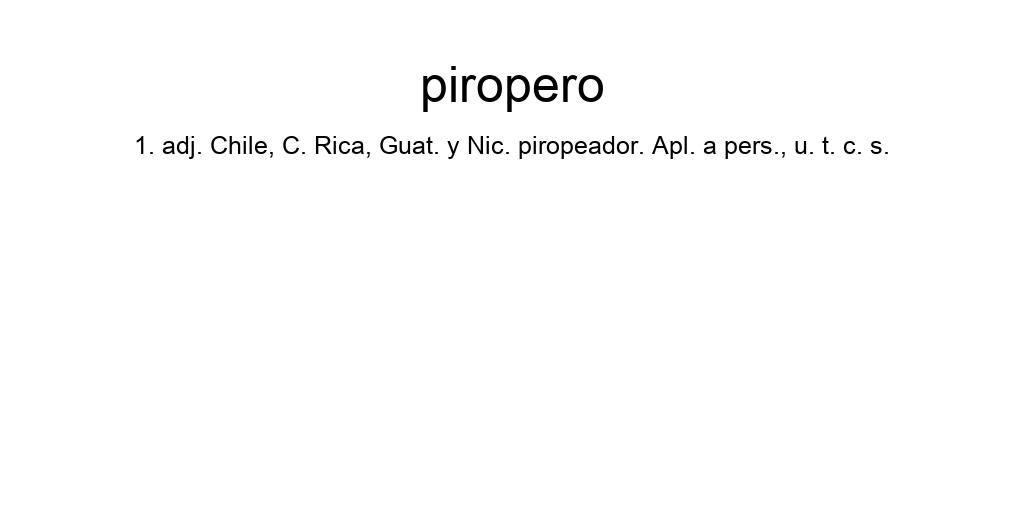 piropero
1. adj. Chile, C. Rica, Guat. y Nic. piropeador. Apl. a pers., u. t. c. s.